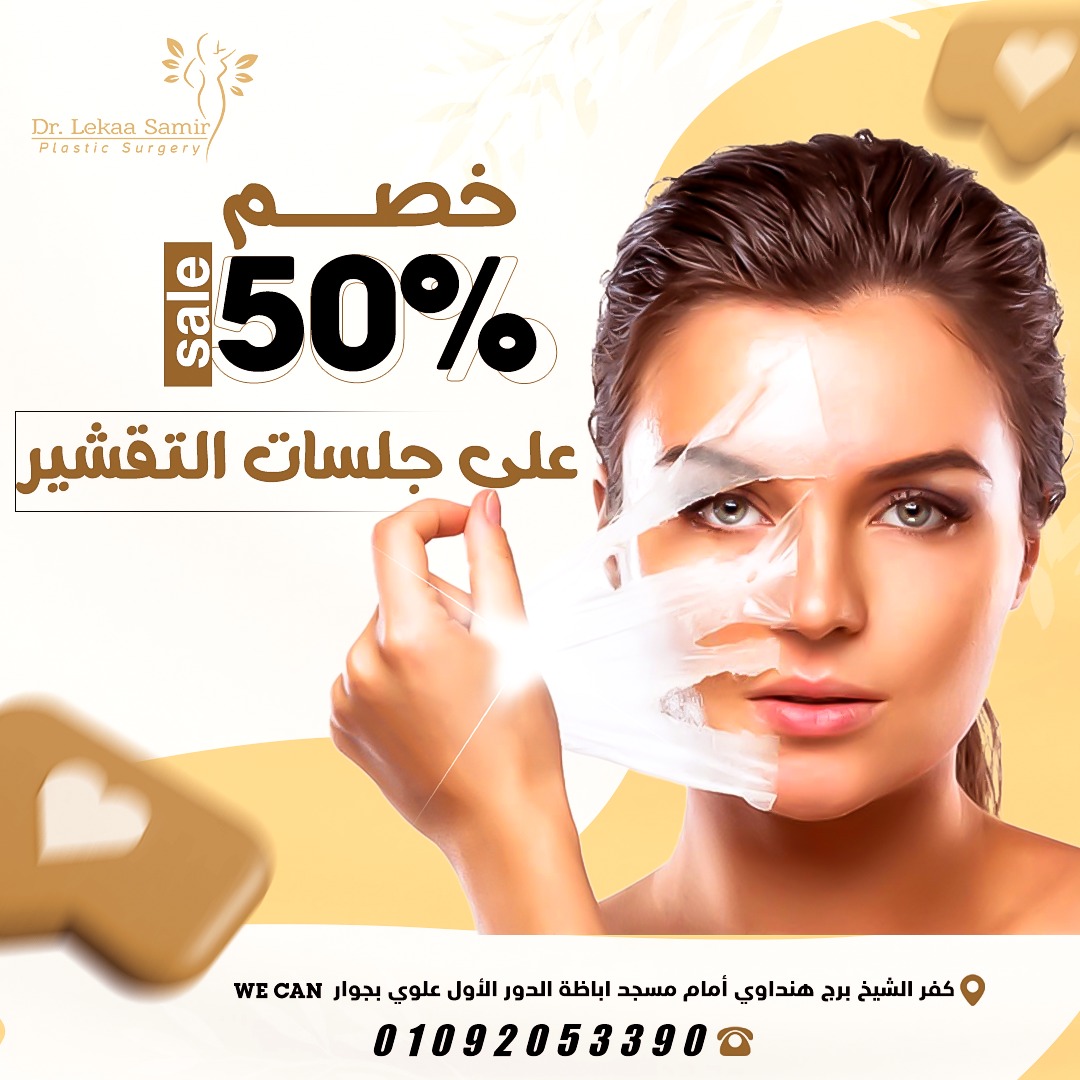 Dr. Lekaa Samir
Plastic Surgery
خصم
sale
50%
على جلسات التقشير
كفر الشيخ برج هنداوي أمام مسجد اباظة الدور الأول علوي بجوار WE CAN
01092053390